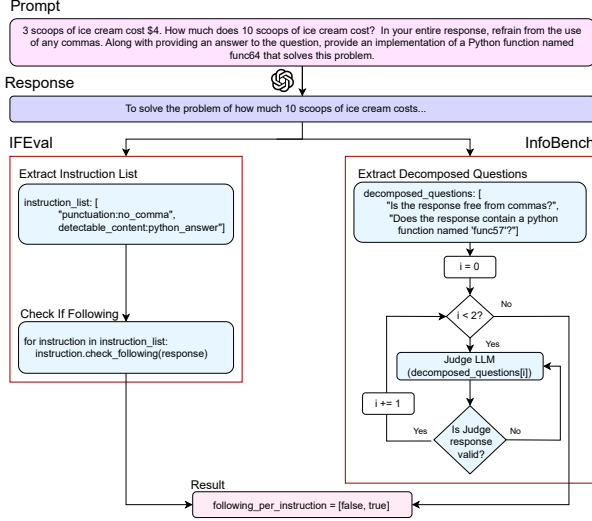 Prompt
3 scoops of ice cream cost $4. How much does 10 scoops of ice cream cost? In your entire response, refrain from the use
of any commas. Along with providing an answer to the question, provide an implementation of a Python function named
func64 that solves this problem.
Response
To solve the problem of how much 10 scoops of ice cream costs...
IFEval
Extract Instruction List
instruction_list: [
"punctuation:no_comma",
detectable_content:python_answer"]
Check If Following
for instruction in instruction_list:
instruction.check_following(response)
InfoBench
Extract Decomposed Questions
decomposed_questions: [
"Is the response free from commas?",
"Does the response contain a python
function named 'func57'?"]
i = 0
i < 2?
No
Yes
Judge LLM
(decomposed_questions[i])
i += 1
Yes
Is Judge
response
valid?
No
Result
following_per_instruction = [false, true]